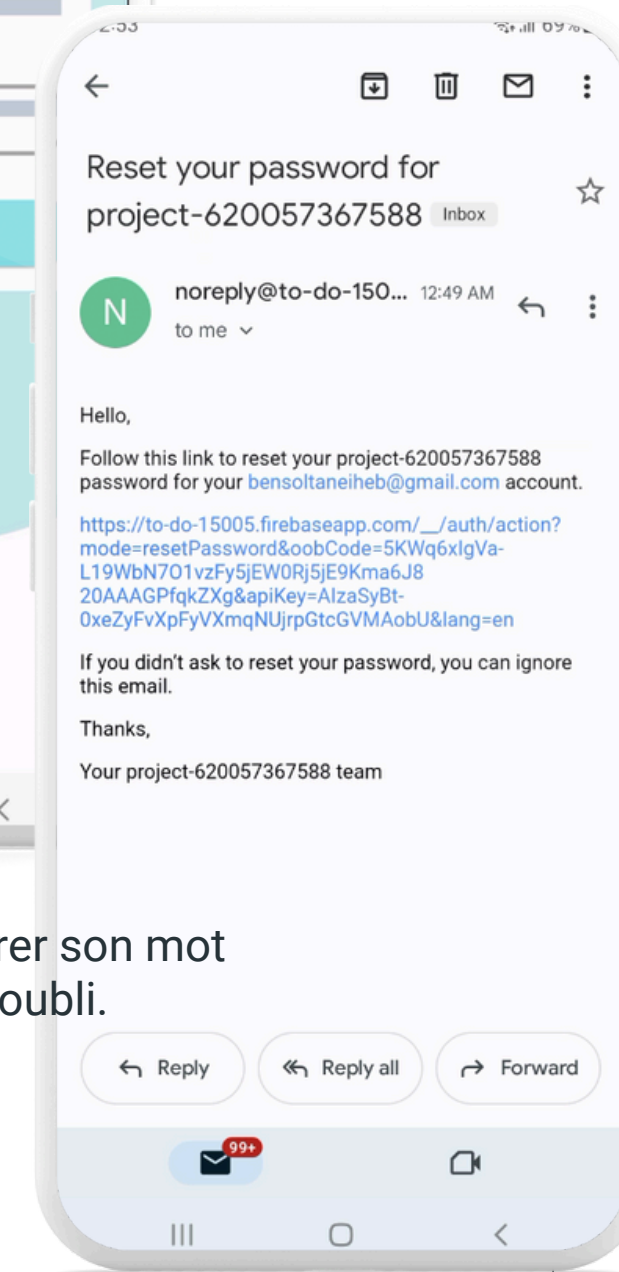 2:53
69%
Reset your password for
project-620057367588 Inbox
N
noreply@to-do-150... 12:49 AM
to me
Hello,
Follow this link to reset your project-620057367588
password for your bensoltaneiheb@gmail.com account.
https://to-do-15005.firebaseapp.com/__/auth/action?
mode=resetPassword&oobCode=5KWq6xIgVa-
L19WbN7O1vzFy5jEW0Rj5jE9Kma6J8
20AAAGPfqkZXg&apiKey=AIzaSyBt-
0xeZyFvXpFyVXmqNUjrpGtcGVMAobU&lang=en
If you didn't ask to reset your password, you can ignore
this email.
Thanks,
Your project-620057367588 team
rer son mot
oubli.
Reply
Reply all
Forward
99+